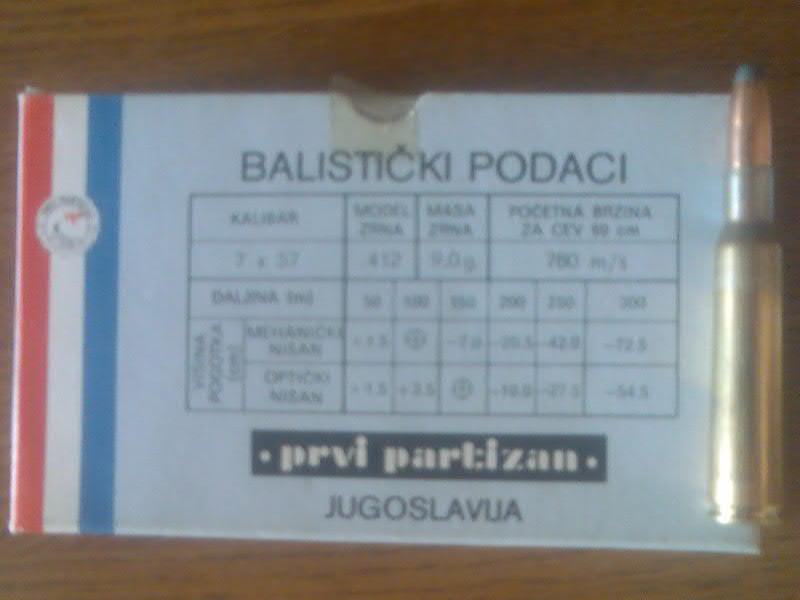 BALISTIČKI PODACI
KALIBAR MODEL ZRNA MASA ZRNA POČETNA BRZINA ZA CEV 60 cm
7 x 57 412 9.0 g 780 m/s
DALJINA (m) 50 100 150 200 250 300
VISINA POGOTKA (cm)
MEHANIČKI NIŠAN +1.5 ⊕ -7.0 -20.5 -42.0 -72.5
OPTIČKI NIŠAN +1.5 +3.5 ⊕ -10.0 -27.5 -54.5
• prvi partizan •
JUGOSLAVIJA